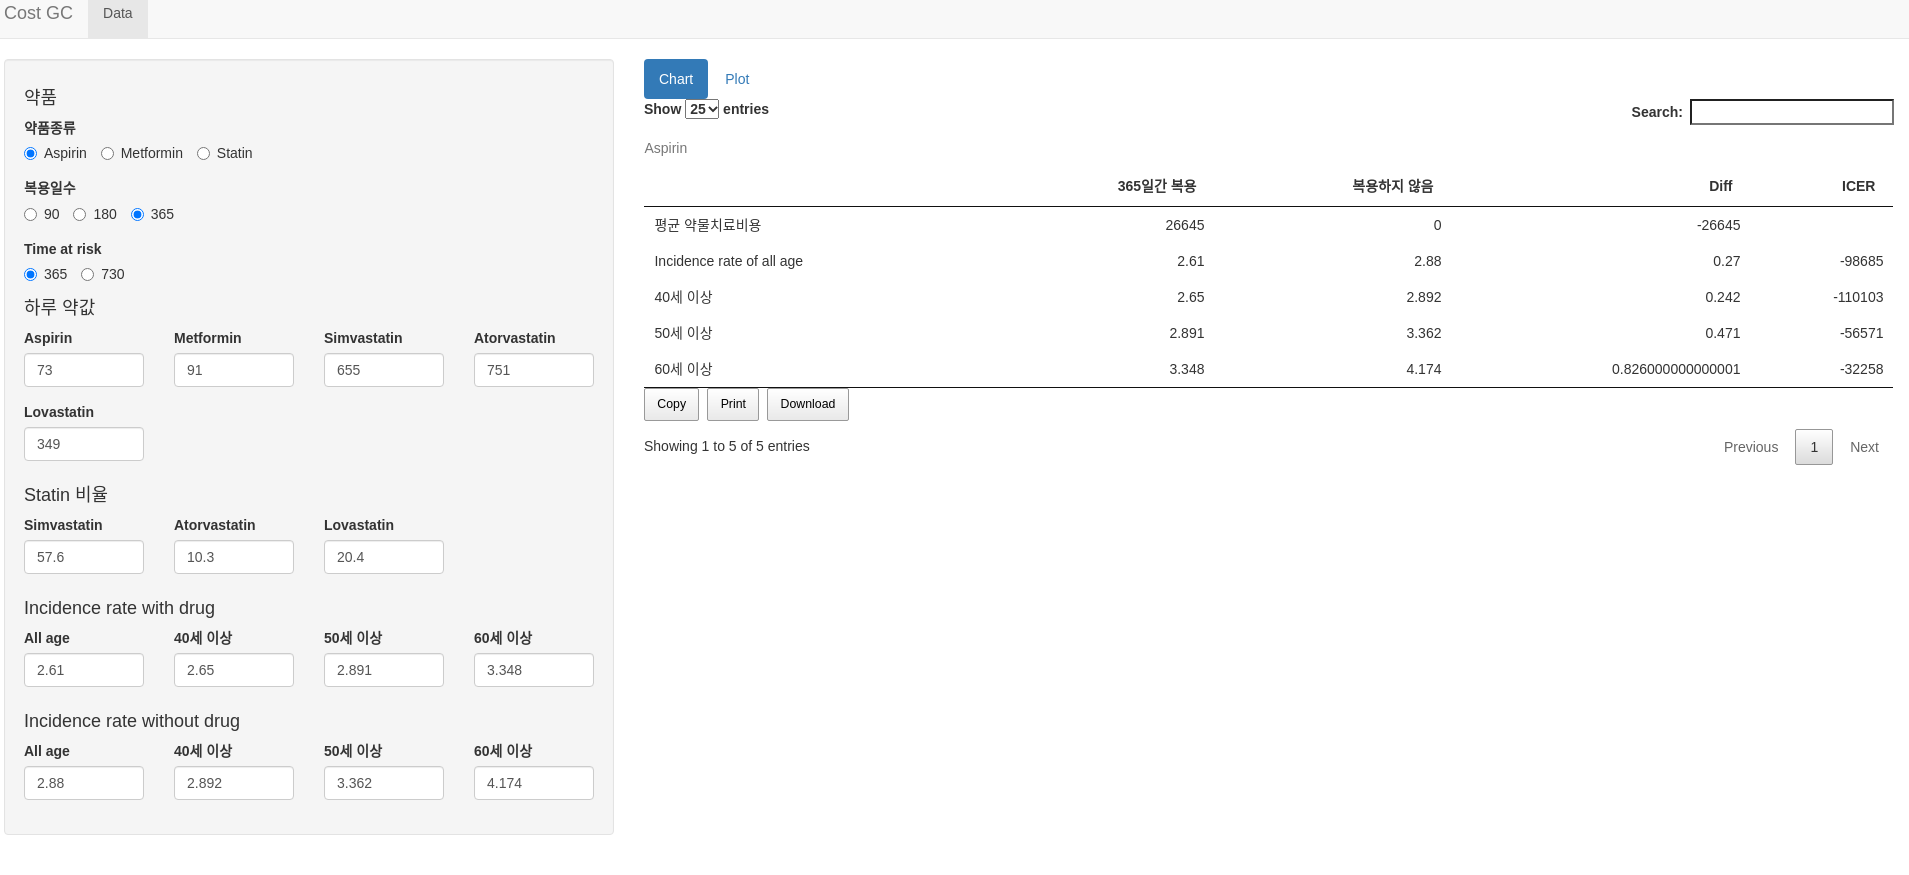 Cost GC Data
약품
약품종류
Aspirin Metformin Statin
복용일수
90 180 365
Time at risk
365 730
하루 약값
Aspirin Metformin Simvastatin Atorvastatin
73 91 655 751
Lovastatin
349
Statin 비율
Simvastatin Atorvastatin Lovastatin
57.6 10.3 20.4
Incidence rate with drug
All age 40세 이상 50세 이상 60세 이상
2.61 2.65 2.891 3.348
Incidence rate without drug
All age 40세 이상 50세 이상 60세 이상
2.88 2.892 3.362 4.174
Chart Plot
Show 25 entries Search:
Aspirin
365일간 복용 복용하지 않음 Diff ICER
평균 약물치료비용 26645 0 -26645
Incidence rate of all age 2.61 2.88 0.27 -98685
40세 이상 2.65 2.892 0.242 -110103
50세 이상 2.891 3.362 0.471 -56571
60세 이상 3.348 4.174 0.826000000000001 -32258
Copy Print Download
Showing 1 to 5 of 5 entries Previous 1 Next